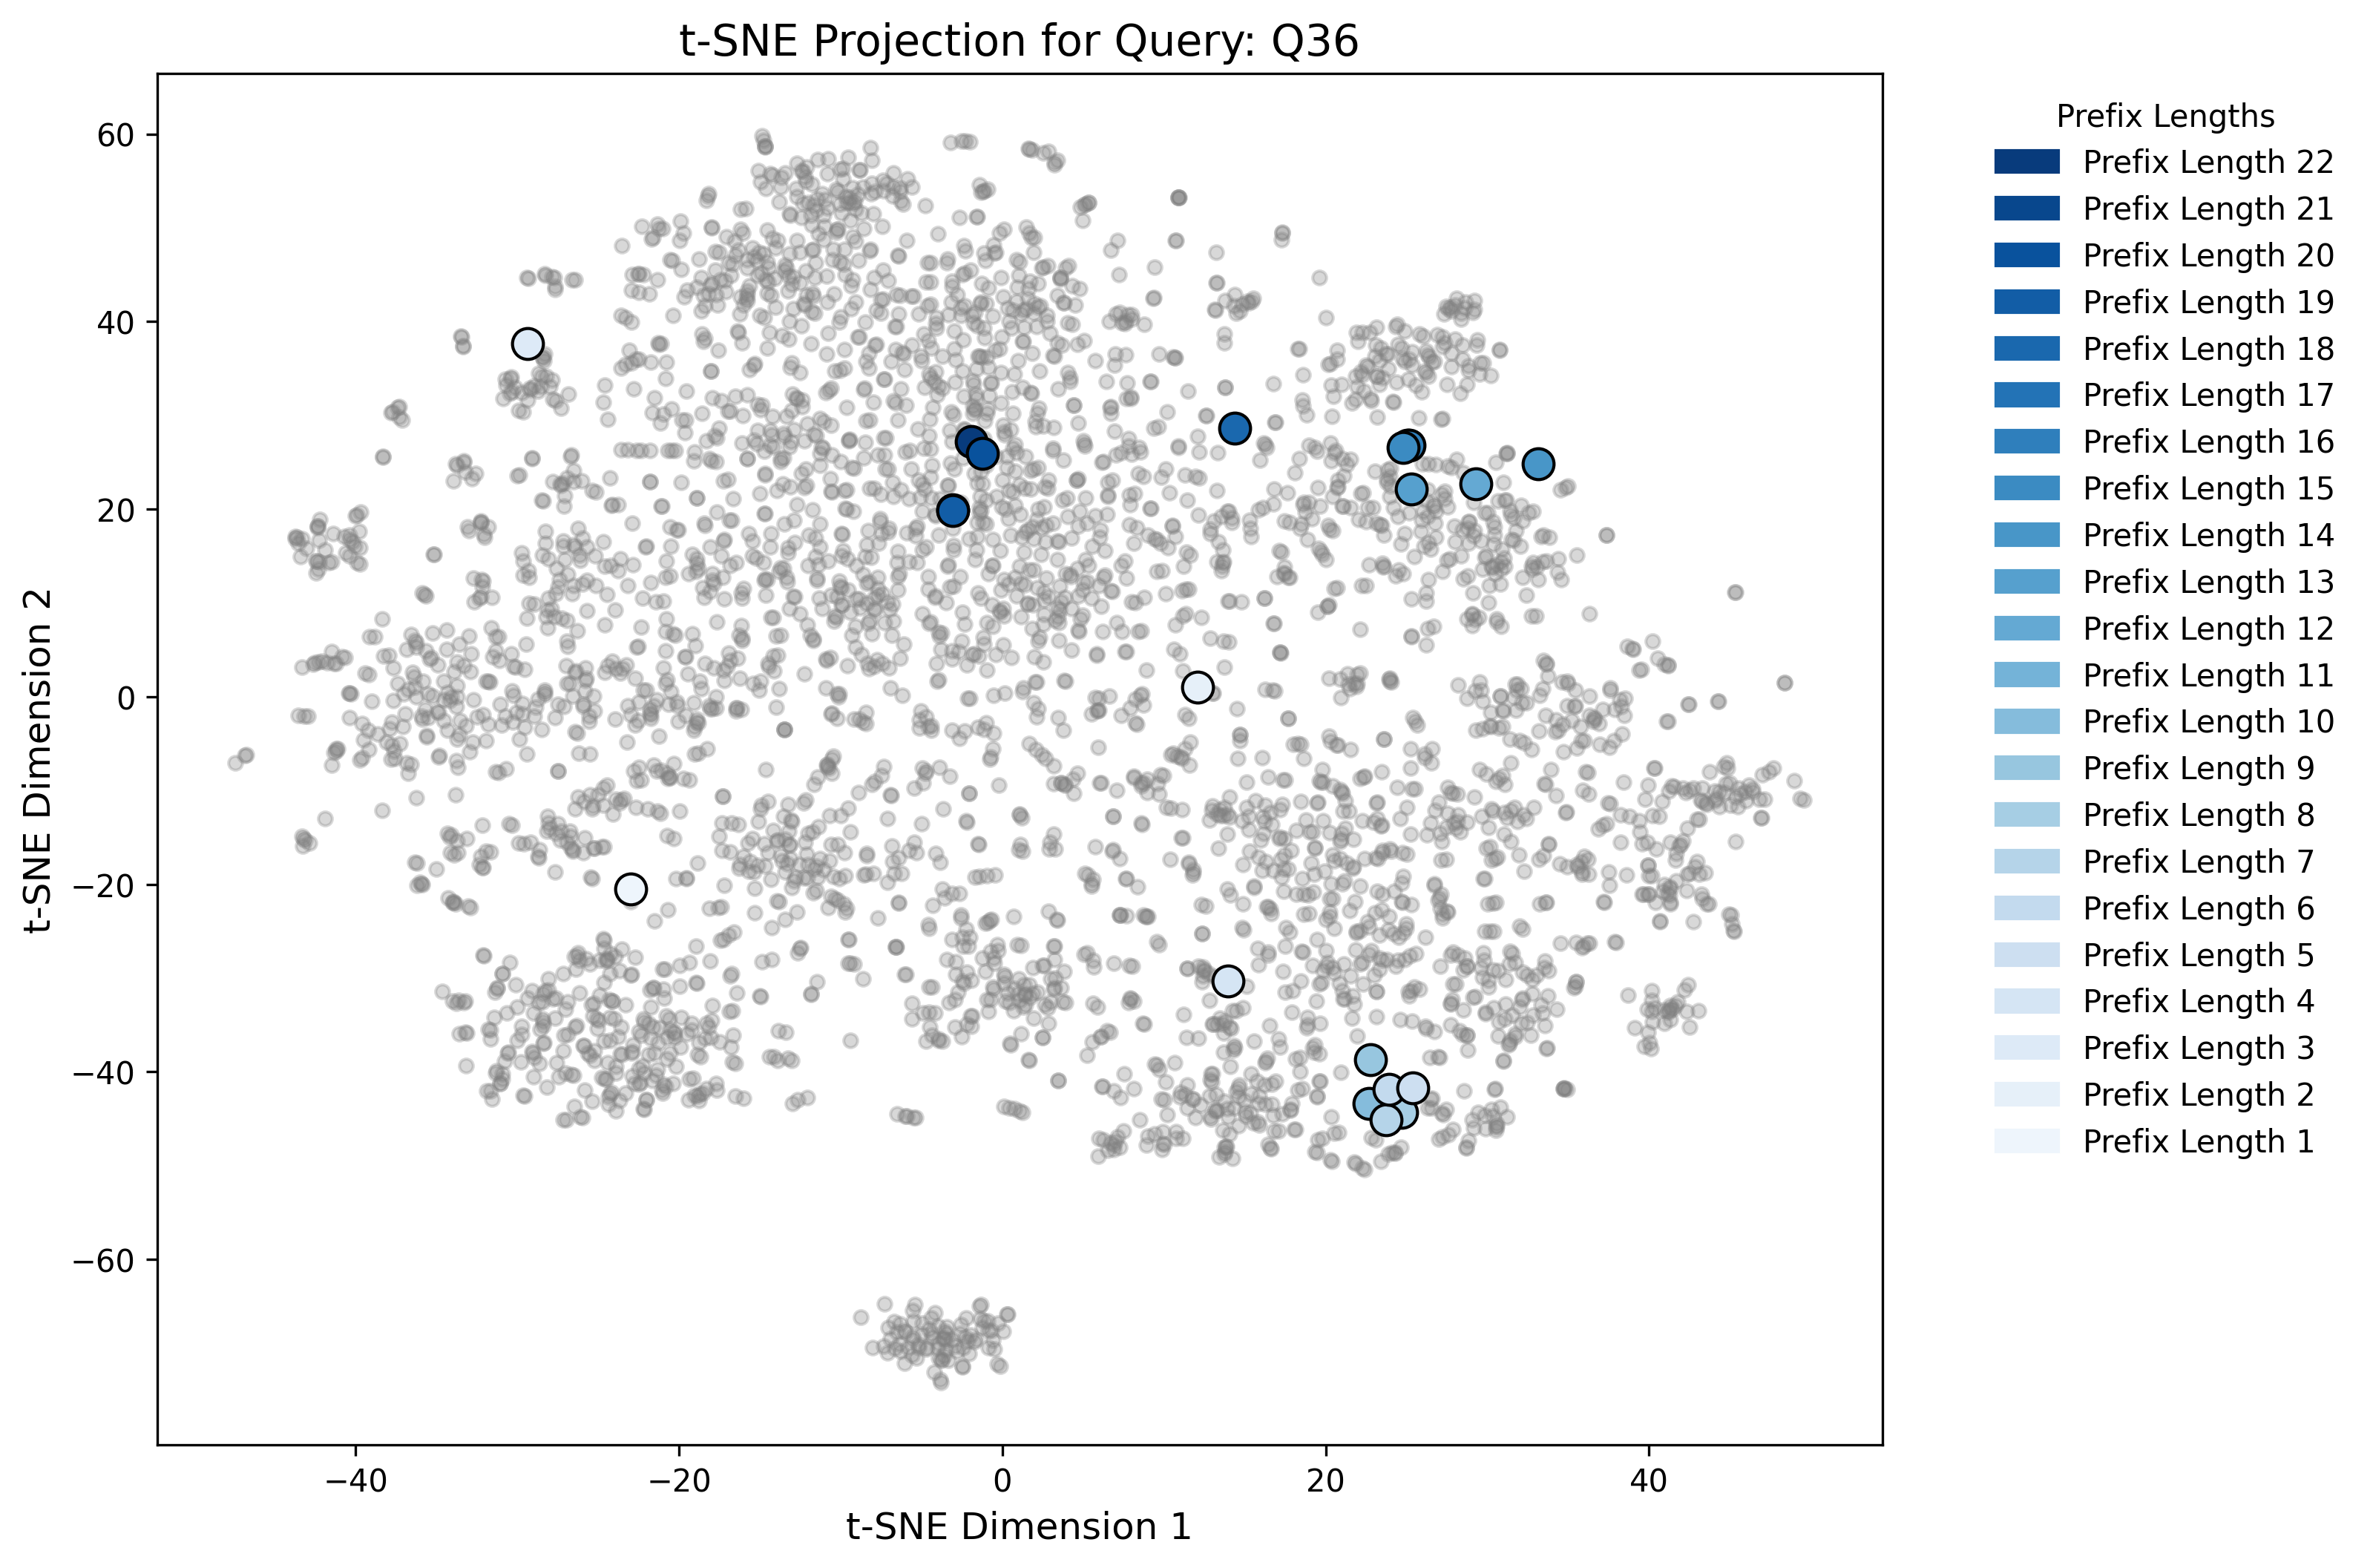 t-SNE Projection for Query: Q36
Prefix Lengths
Prefix Length 22
Prefix Length 21
Prefix Length 20
Prefix Length 19
Prefix Length 18
Prefix Length 17
Prefix Length 16
Prefix Length 15
Prefix Length 14
Prefix Length 13
Prefix Length 12
Prefix Length 11
Prefix Length 10
Prefix Length 9
Prefix Length 8
Prefix Length 7
Prefix Length 6
Prefix Length 5
Prefix Length 4
Prefix Length 3
Prefix Length 2
Prefix Length 1
t-SNE Dimension 2
60
40
20
0
−20
−40
−60
−40 −20 0 20 40
t-SNE Dimension 1